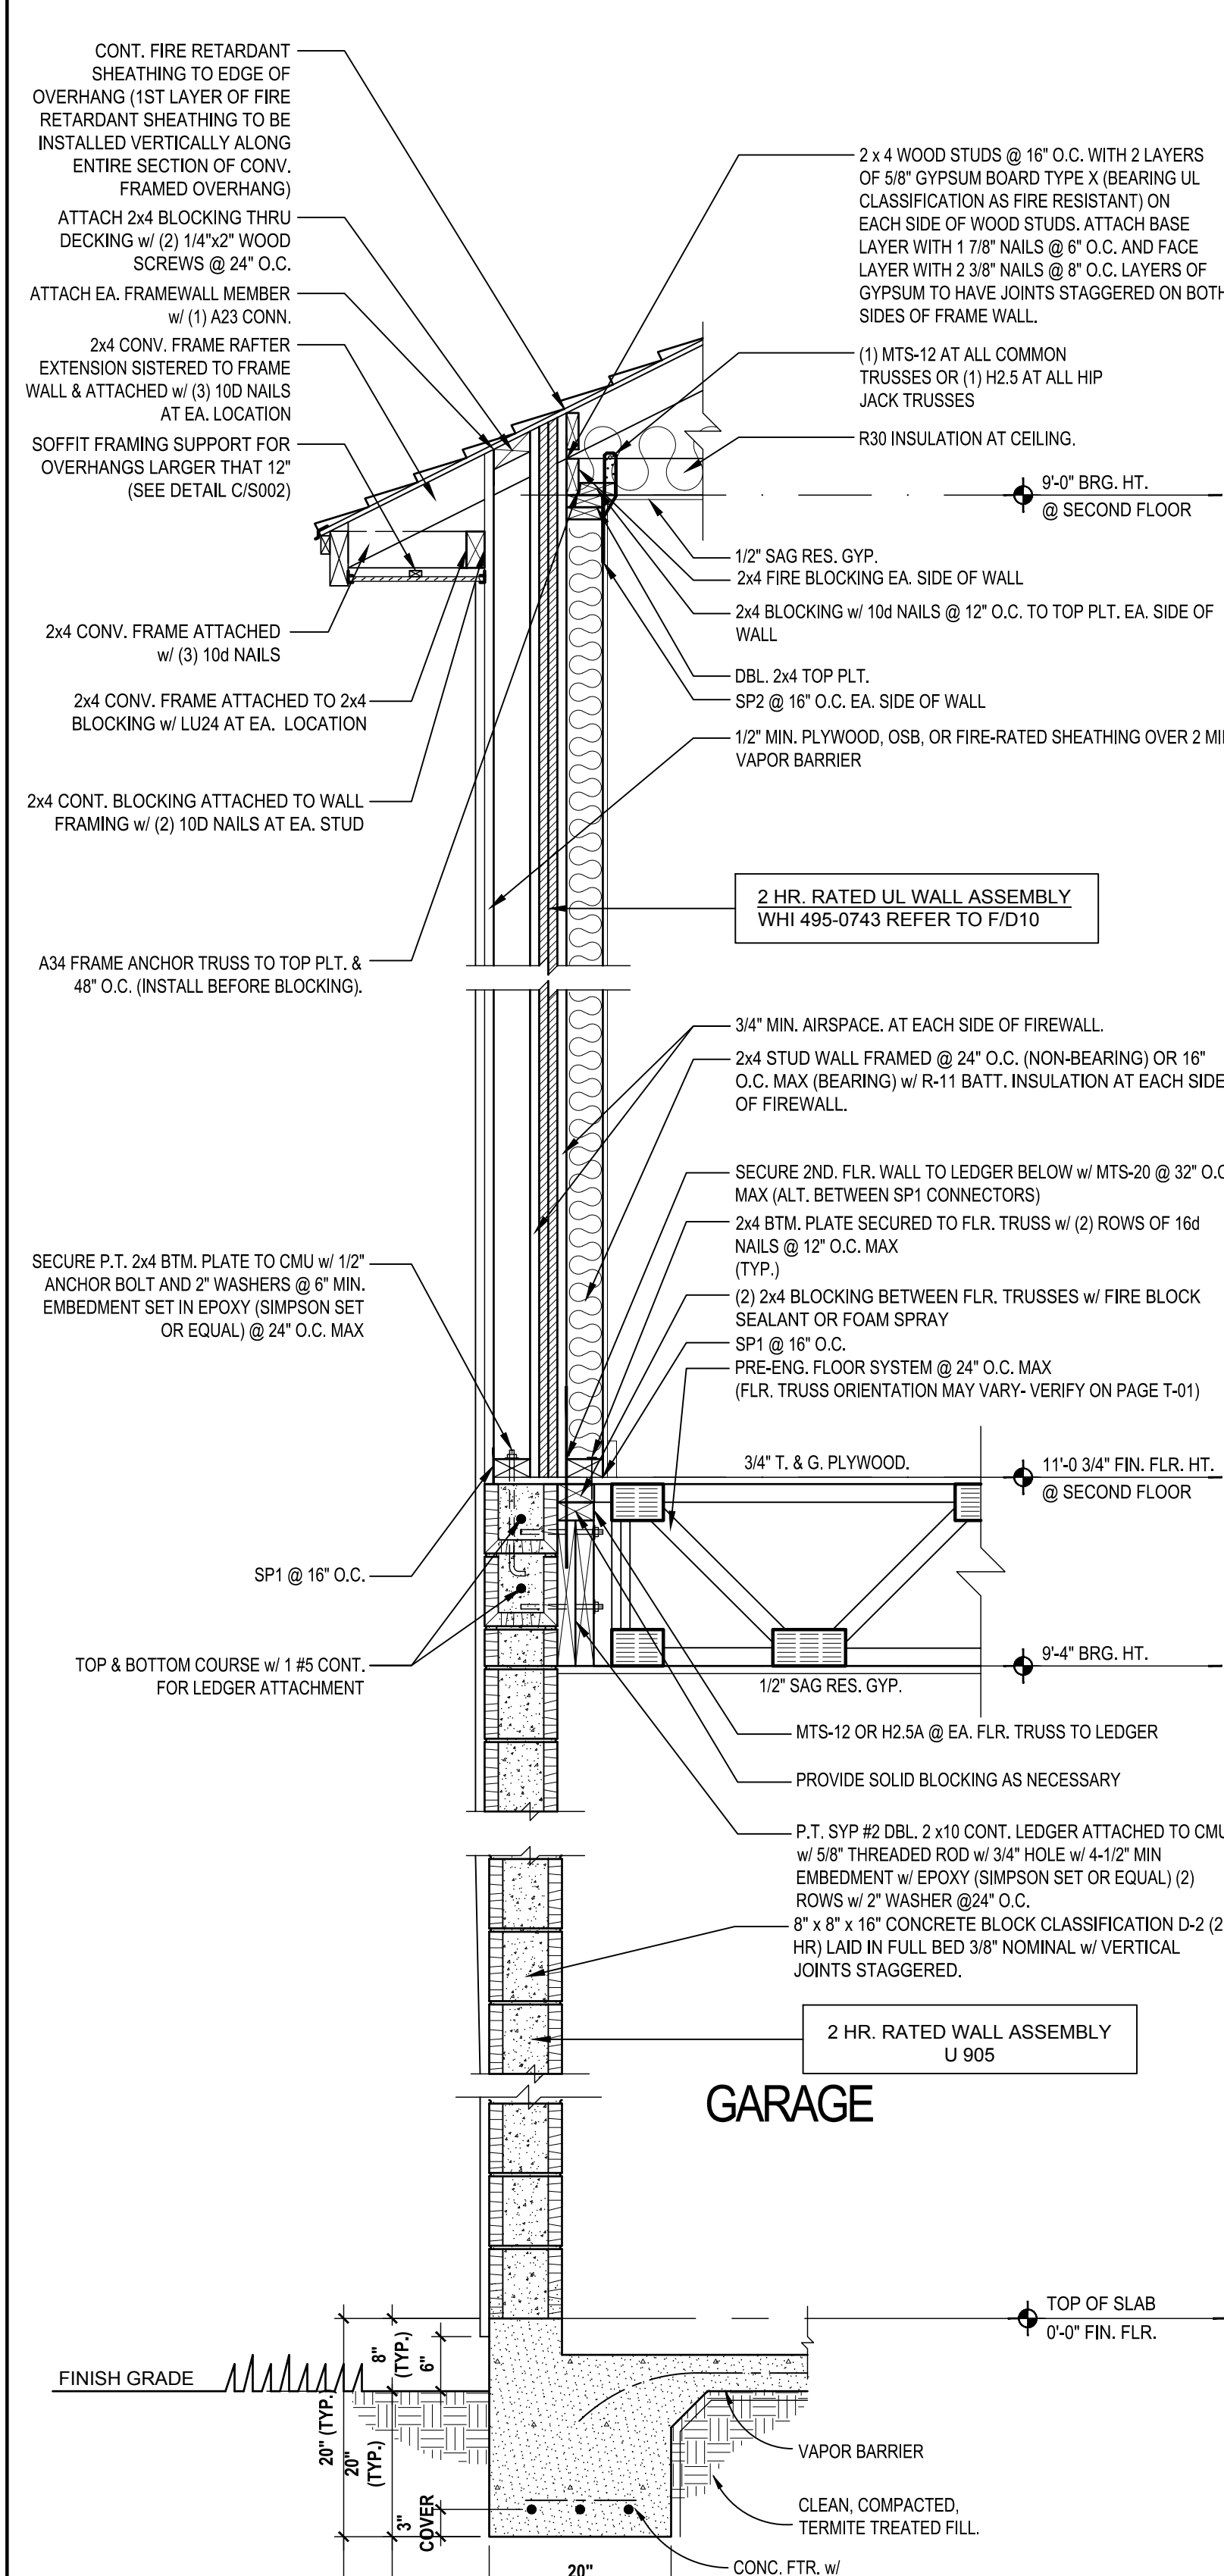 CONT. FIRE RETARDANT
SHEATHING TO EDGE OF
OVERHANG (1ST LAYER OF FIRE
RETARDANT SHEATHING TO BE
INSTALLED VERTICALLY ALONG
ENTIRE SECTION OF CONV.
FRAMED OVERHANG)
ATTACH 2x4 BLOCKING THRU
DECKING w/ (2) 1/4"x2" WOOD
SCREWS @ 24" O.C.
ATTACH EA. FRAMEWALL MEMBER
w/ (1) A23 CONN.
2x4 CONV. FRAME RAFTER
EXTENSION SISTERED TO FRAME
WALL & ATTACHED w/ (3) 10D NAILS
AT EA. LOCATION
SOFFIT FRAMING SUPPORT FOR
OVERHANGS LARGER THAT 12"
(SEE DETAIL C/S002)
2x4 CONV. FRAME ATTACHED
w/ (3) 10d NAILS
2x4 CONV. FRAME ATTACHED TO 2x4
BLOCKING w/ LU24 AT EA. LOCATION
2x4 CONT. BLOCKING ATTACHED TO WALL
FRAMING w/ (2) 10D NAILS AT EA. STUD
A34 FRAME ANCHOR TRUSS TO TOP PLT. &
48" O.C. (INSTALL BEFORE BLOCKING).
SECURE P.T. 2x4 BTM. PLATE TO CMU w/ 1/2"
ANCHOR BOLT AND 2" WASHERS @ 6" MIN.
EMBEDMENT SET IN EPOXY (SIMPSON SET
OR EQUAL) @ 24" O.C. MAX
SP1 @ 16" O.C.
TOP & BOTTOM COURSE w/ 1 #5 CONT.
FOR LEDGER ATTACHMENT
2 x 4 WOOD STUDS @ 16" O.C. WITH 2 LAYERS
OF 5/8" GYPSUM BOARD TYPE X (BEARING UL
CLASSIFICATION AS FIRE RESISTANT) ON
EACH SIDE OF WOOD STUDS. ATTACH BASE
LAYER WITH 1 7/8" NAILS @ 6" O.C. AND FACE
LAYER WITH 2 3/8" NAILS @ 8" O.C. LAYERS OF
GYPSUM TO HAVE JOINTS STAGGERED ON BOTH
SIDES OF FRAME WALL.
(1) MTS-12 AT ALL COMMON
TRUSSES OR (1) H2.5 AT ALL HIP
JACK TRUSSES
R30 INSULATION AT CEILING.
9'-0" BRG. HT.
@ SECOND FLOOR
1/2" SAG RES. GYP.
2x4 FIRE BLOCKING EA. SIDE OF WALL
2x4 BLOCKING w/ 10d NAILS @ 12" O.C. TO TOP PLT. EA. SIDE OF
WALL
DBL. 2x4 TOP PLT.
SP2 @ 16" O.C. EA. SIDE OF WALL
1/2" MIN. PLYWOOD, OSB, OR FIRE-RATED SHEATHING OVER 2 MIL
VAPOR BARRIER
2 HR. RATED UL WALL ASSEMBLY
WHI 495-0743 REFER TO F/D10
3/4" MIN. AIRSPACE. AT EACH SIDE OF FIREWALL.
2x4 STUD WALL FRAMED @ 24" O.C. (NON-BEARING) OR 16"
O.C. MAX (BEARING) w/ R-11 BATT. INSULATION AT EACH SIDE
OF FIREWALL.
SECURE 2ND. FLR. WALL TO LEDGER BELOW w/ MTS-20 @ 32" O.C
MAX (ALT. BETWEEN SP1 CONNECTORS)
2x4 BTM. PLATE SECURED TO FLR. TRUSS w/ (2) ROWS OF 16d
NAILS @ 12" O.C. MAX
(TYP.)
(2) 2x4 BLOCKING BETWEEN FLR. TRUSSES w/ FIRE BLOCK
SEALANT OR FOAM SPRAY
SP1 @ 16" O.C.
PRE-ENG. FLOOR SYSTEM @ 24" O.C. MAX
(FLR. TRUSS ORIENTATION MAY VARY- VERIFY ON PAGE T-01)
3/4" T. & G. PLYWOOD.
11'-0 3/4" FIN. FLR. HT.
@ SECOND FLOOR
9'-4" BRG. HT.
1/2" SAG RES. GYP.
MTS-12 OR H2.5A @ EA. FLR. TRUSS TO LEDGER
PROVIDE SOLID BLOCKING AS NECESSARY
P.T. SYP #2 DBL. 2 x10 CONT. LEDGER ATTACHED TO CMU
w/ 5/8" THREADED ROD w/ 3/4" HOLE w/ 4-1/2" MIN
EMBEDMENT w/ EPOXY (SIMPSON SET OR EQUAL) (2)
ROWS w/ 2" WASHER @24" O.C.
8" x 8" x 16" CONCRETE BLOCK CLASSIFICATION D-2 (2
HR) LAID IN FULL BED 3/8" NOMINAL w/ VERTICAL
JOINTS STAGGERED.
2 HR. RATED WALL ASSEMBLY
U 905
GARAGE
TOP OF SLAB
0'-0" FIN. FLR.
FINISH GRADE
8"
(TYP.)
6"
20" (TYP.)
20"
(TYP.)
3"
COVER
VAPOR BARRIER
CLEAN, COMPACTED,
TERMITE TREATED FILL.
20"
CONC. FTR. w/